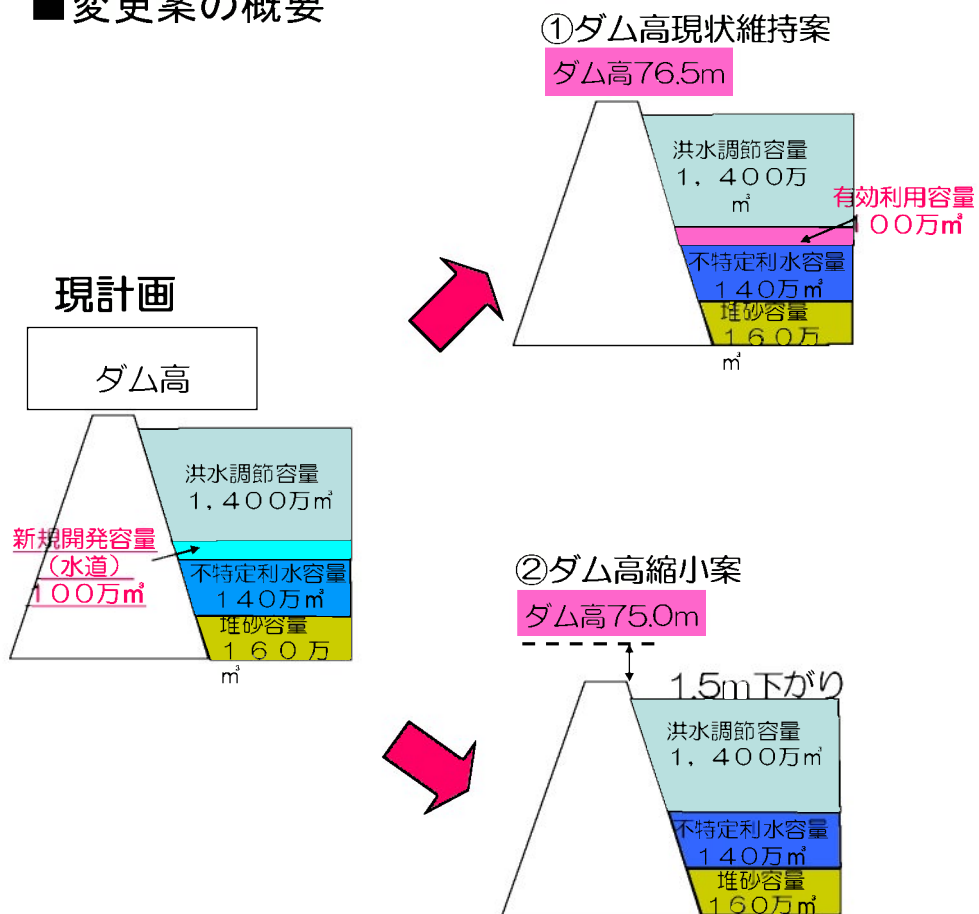 ■変更案の概要
①ダム高現状維持案
ダム高76.5m
洪水調節容量
1，400万
㎥
有効利用容量
100万㎥
不特定利水容量
140万㎥
堆砂容量
160万
㎥
現計画
ダム高
洪水調節容量
1，400万㎥
新規開発容量
（水道）
100万㎥
不特定利水容量
140万㎥
堆砂容量
160万
㎥
②ダム高縮小案
ダム高75.0m
1.5m下がり
洪水調節容量
1，400万㎥
不特定利水容量
140万㎥
堆砂容量
160万㎥